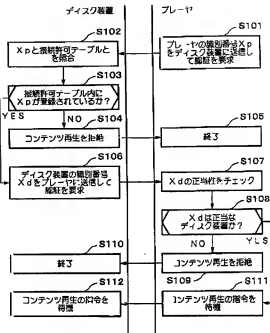 ディスク装置
プレーヤ
S101
プレーヤの識別番号Xp
をディスク装置に送信し
て認証を要求
S102
Xpと接続許可テーブルと
を照合
S103
接続許可テーブル内に
Xpが登録されているか?
YES
NO
S104
コンテンツ再生を拒絶
S105
終了
S106
ディスク装置の識別番号
Xdをプレーヤに送信して
認証を要求
S107
Xdの正当性をチェック
S108
Xdは正当な
ディスク装置か?
NO
YES
S110
終了
コンテンツ再生を拒絶
S109
S112
コンテンツ再生の指令を
待機
S111
コンテンツ再生の指令を
待機